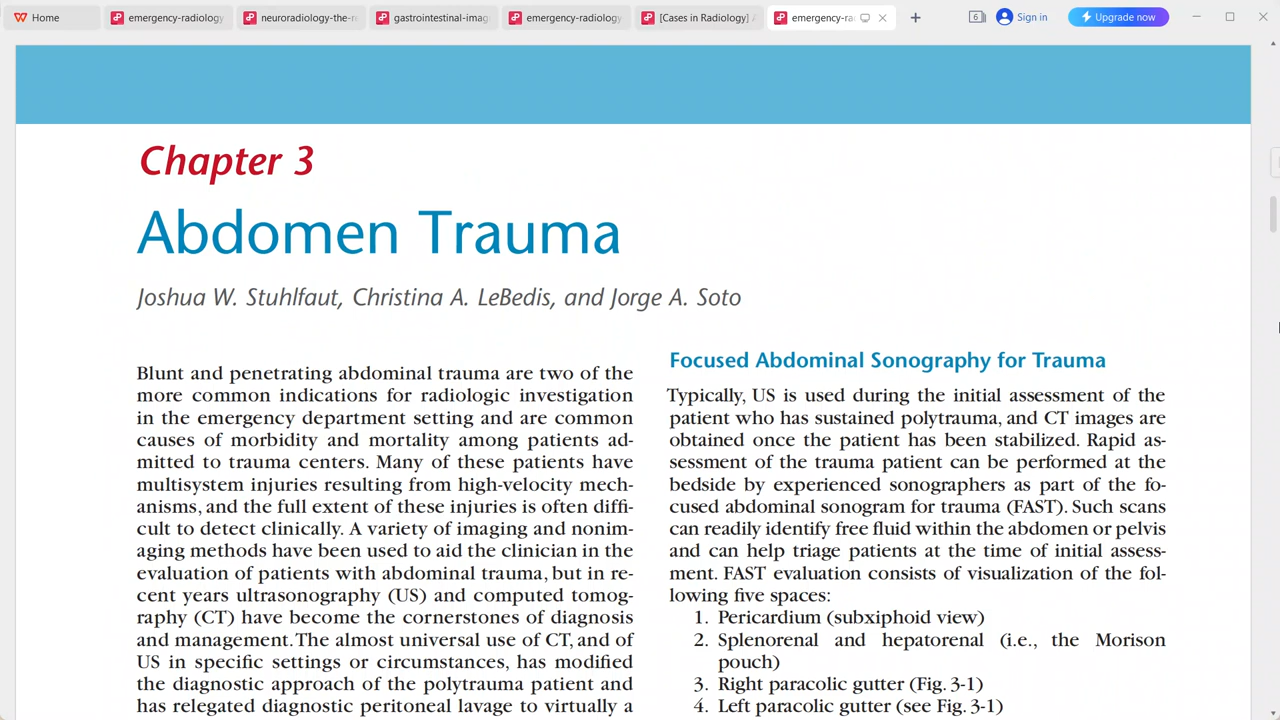 Home
emergency-radiology
neuroradiology-the-r
gastrointestinal-imag
emergency-radiology
[Cases in Radiology]
emergency-ra
6
Sign in
Upgrade now
Chapter 3
Abdomen Trauma
Joshua W. Stuhlfaut, Christina A. LeBedis, and Jorge A. Soto
Blunt and penetrating abdominal trauma are two of the
more common indications for radiologic investigation
in the emergency department setting and are common
causes of morbidity and mortality among patients ad-
mitted to trauma centers. Many of these patients have
multisystem injuries resulting from high-velocity mech-
anisms, and the full extent of these injuries is often diffi-
cult to detect clinically. A variety of imaging and nonim-
aging methods have been used to aid the clinician in the
evaluation of patients with abdominal trauma, but in re-
cent years ultrasonography (US) and computed tomog-
raphy (CT) have become the cornerstones of diagnosis
and management. The almost universal use of CT, and of
US in specific settings or circumstances, has modified
the diagnostic approach of the polytrauma patient and
has relegated diagnostic peritoneal lavage to virtually a
Focused Abdominal Sonography for Trauma
Typically, US is used during the initial assessment of the
patient who has sustained polytrauma, and CT images are
obtained once the patient has been stabilized. Rapid as-
sessment of the trauma patient can be performed at the
bedside by experienced sonographers as part of the fo-
cused abdominal sonogram for trauma (FAST). Such scans
can readily identify free fluid within the abdomen or pelvis
and can help triage patients at the time of initial assess-
ment. FAST evaluation consists of visualization of the fol-
lowing five spaces:
1. Pericardium (subxiphoid view)
2. Splenorenal and hepatorenal (i.e., the Morison
pouch)
3. Right paracolic gutter (Fig. 3-1)
4. Left paracolic gutter (see Fig. 3-1)